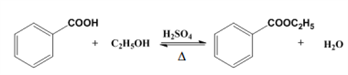 COOH + C₂H₅OH H₂SO₄ Δ COOC₂H₅ + H₂O